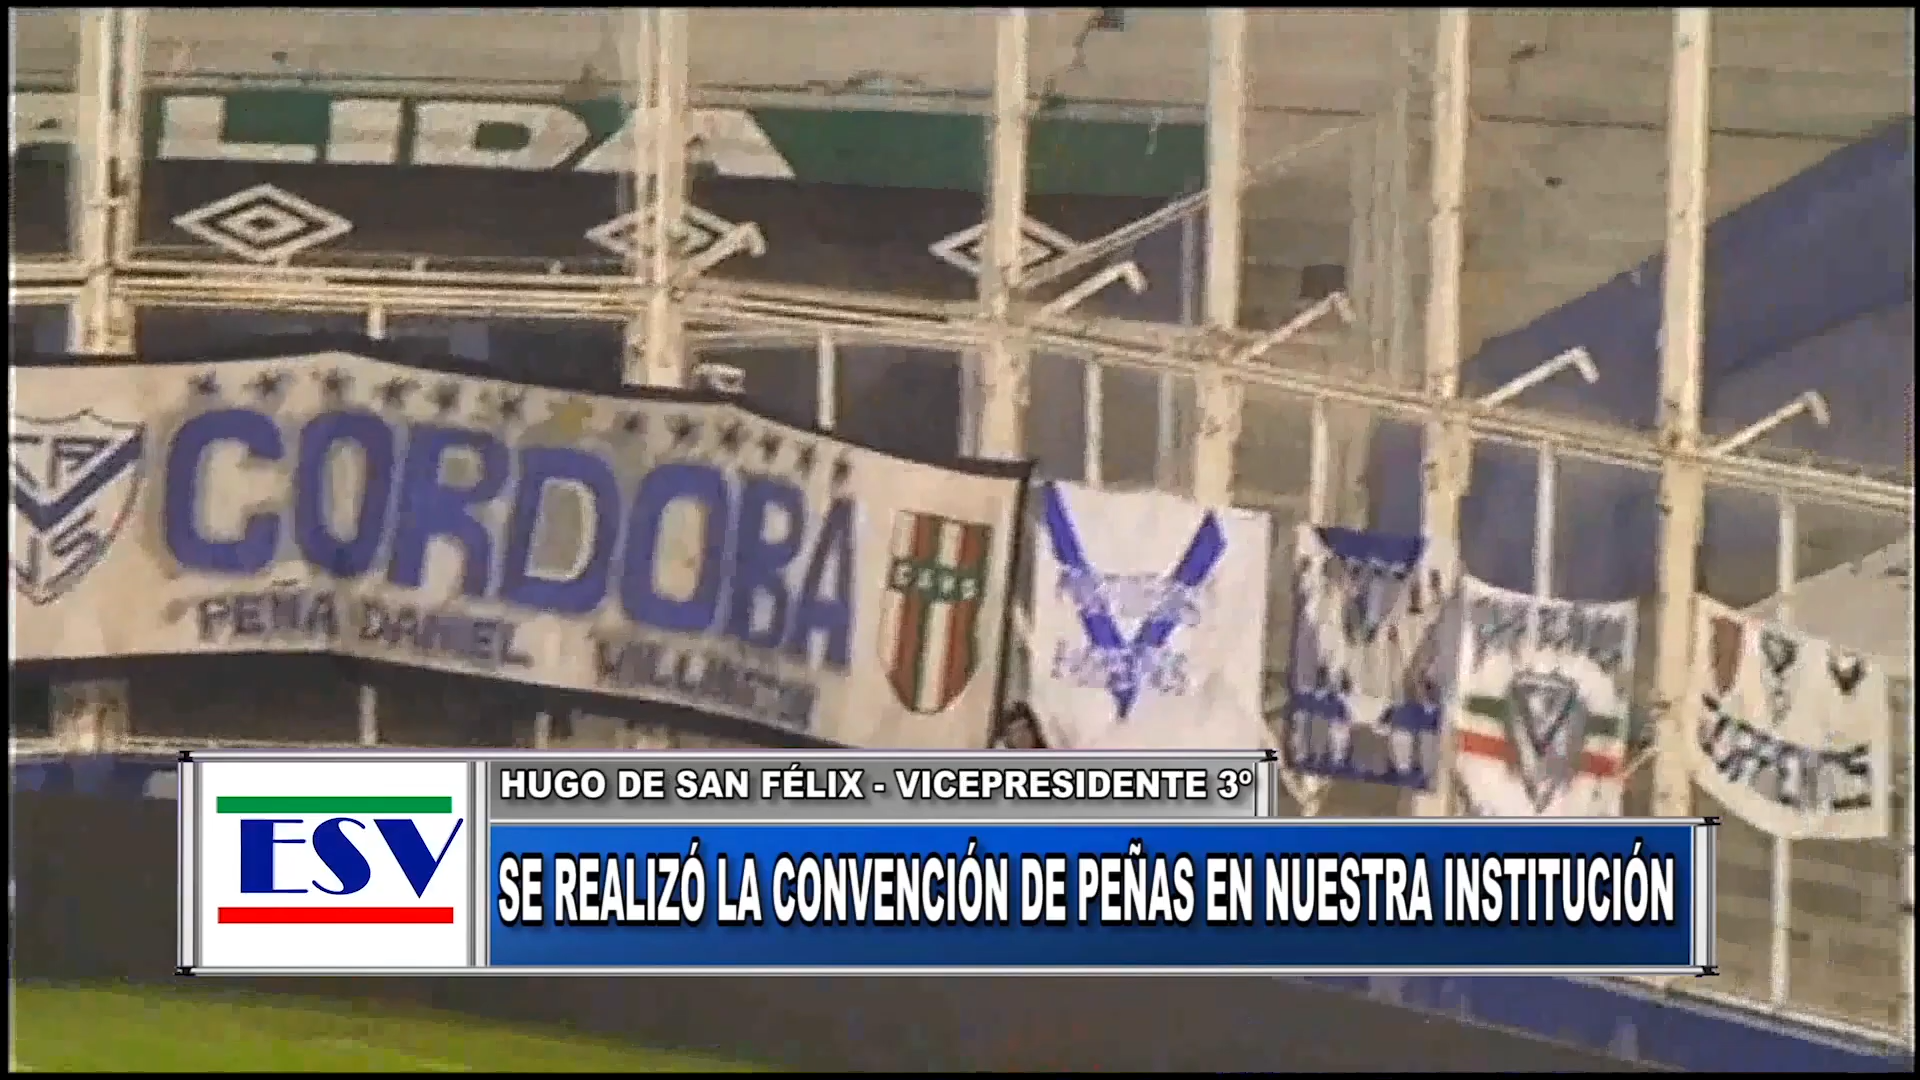 LIDA
CORDOBA
PEÑA DANIEL
HUGO DE SAN FÉLIX - VICEPRESIDENTE 3º
ESV
SE REALIZÓ LA CONVENCIÓN DE PEÑAS EN NUESTRA INSTITUCIÓN